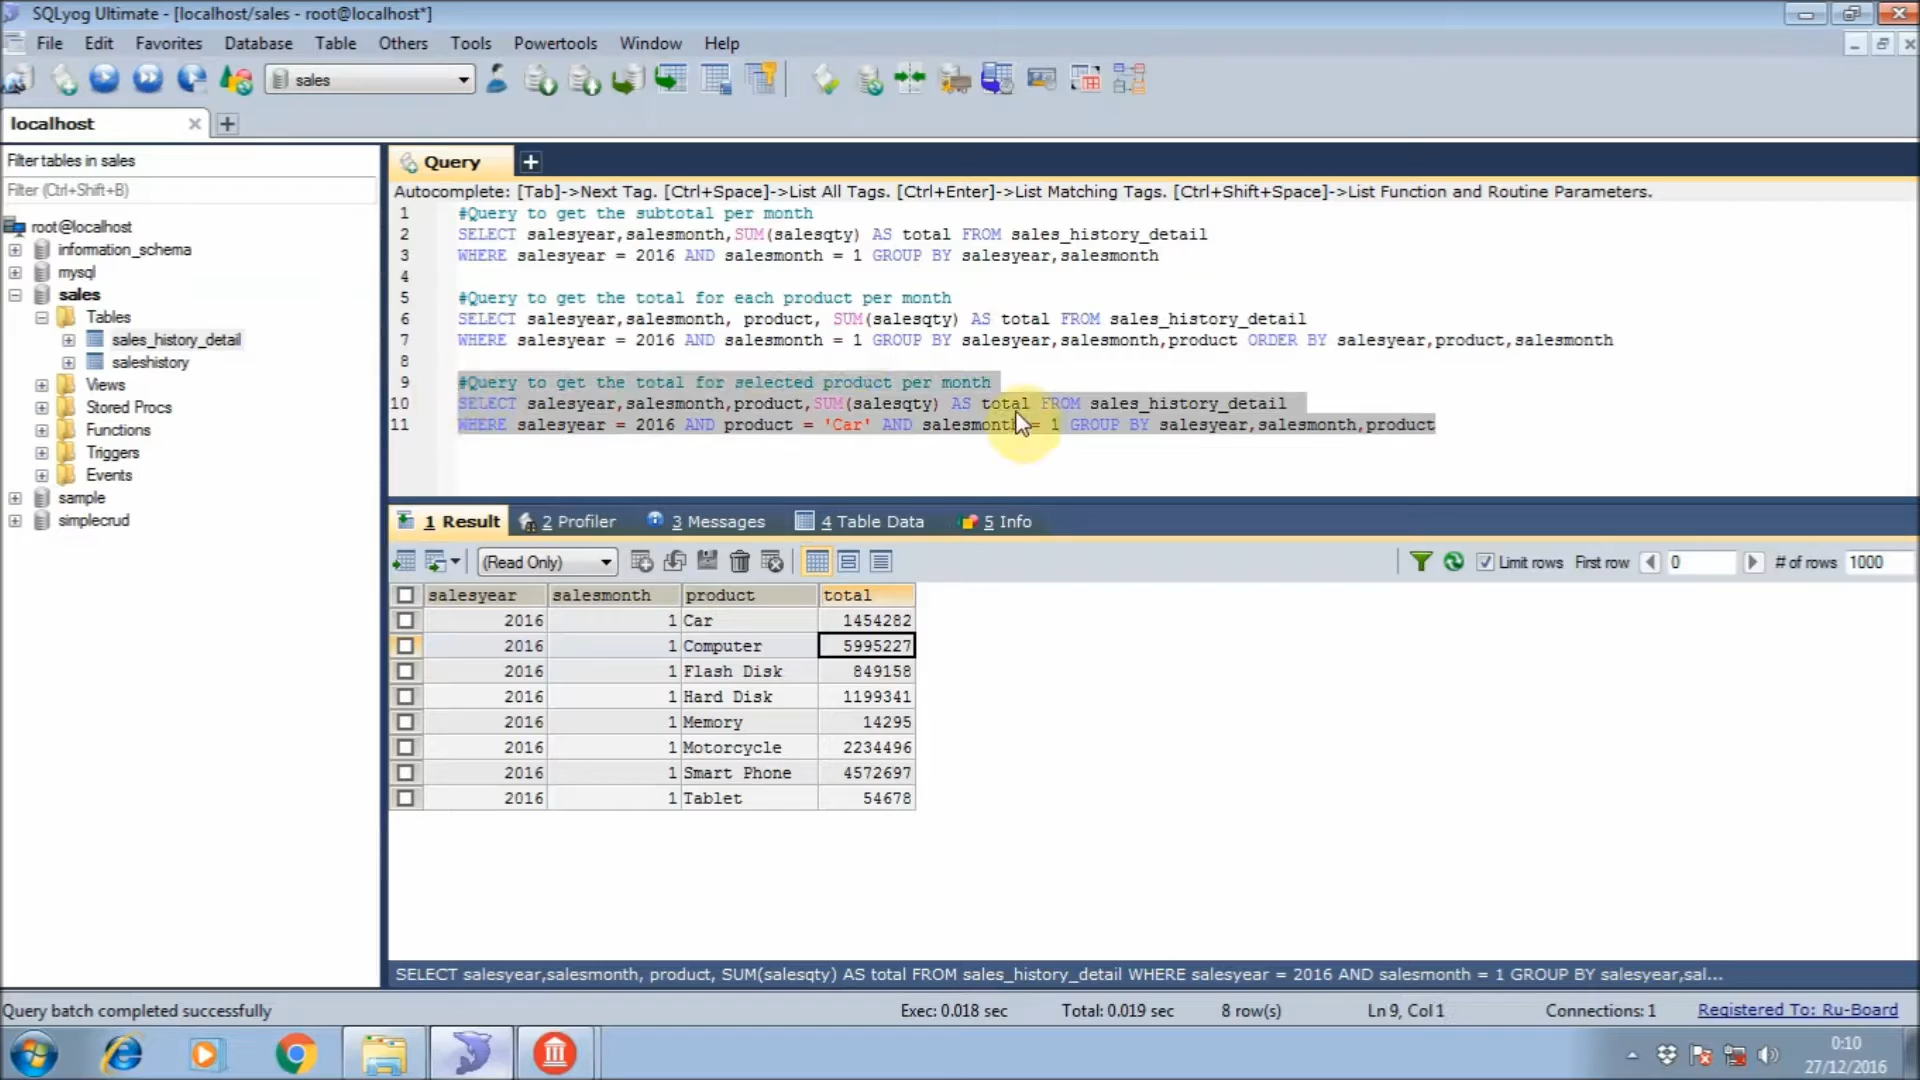 SQLyog Ultimate - [localhost/sales - root@localhost*]
File Edit Favorites Database Table Others Tools Powertools Window Help
sales
localhost
Filter tables in sales
Filter (Ctrl+Shift+B)
root@localhost
information_schema
mysql
sales
Tables
sales_history_detail
saleshistory
Views
Stored Procs
Functions
Triggers
Events
sample
simplecrud
Query
Autocomplete: [Tab]->Next Tag. [Ctrl+Space]->List All Tags. [Ctrl+Enter]->List Matching Tags. [Ctrl+Shift+Space]->List Function and Routine Parameters.
1 #Query to get the subtotal per month
2 SELECT salesyear,salesmonth,SUM(salesqty) AS total FROM sales_history_detail
3 WHERE salesyear = 2016 AND salesmonth = 1 GROUP BY salesyear,salesmonth
4
5 #Query to get the total for each product per month
6 SELECT salesyear,salesmonth, product, SUM(salesqty) AS total FROM sales_history_detail
7 WHERE salesyear = 2016 AND salesmonth = 1 GROUP BY salesyear,salesmonth,product ORDER BY salesyear,product,salesmonth
8
9 #Query to get the total for selected product per month
10 SELECT salesyear,salesmonth,product,SUM(salesqty) AS total FROM sales_history_detail
11 WHERE salesyear = 2016 AND product = 'Car' AND salesmonth = 1 GROUP BY salesyear,salesmonth,product
1 Result 2 Profiler 3 Messages 4 Table Data 5 Info
(Read Only) Limit rows First row 0 # of rows 1000
salesyear salesmonth product total
2016 1 Car 1454282
2016 1 Computer 5995227
2016 1 Flash Disk 849158
2016 1 Hard Disk 1199341
2016 1 Memory 14295
2016 1 Motorcycle 2234496
2016 1 Smart Phone 4572697
2016 1 Tablet 54678
SELECT salesyear,salesmonth, product, SUM(salesqty) AS total FROM sales_history_detail WHERE salesyear = 2016 AND salesmonth = 1 GROUP BY salesyear,sal...
Query batch completed successfully Exec: 0.018 sec Total: 0.019 sec 8 row(s) Ln 9, Col 1 Connections: 1 Registered To: Ru-Board
0:10
27/12/2016